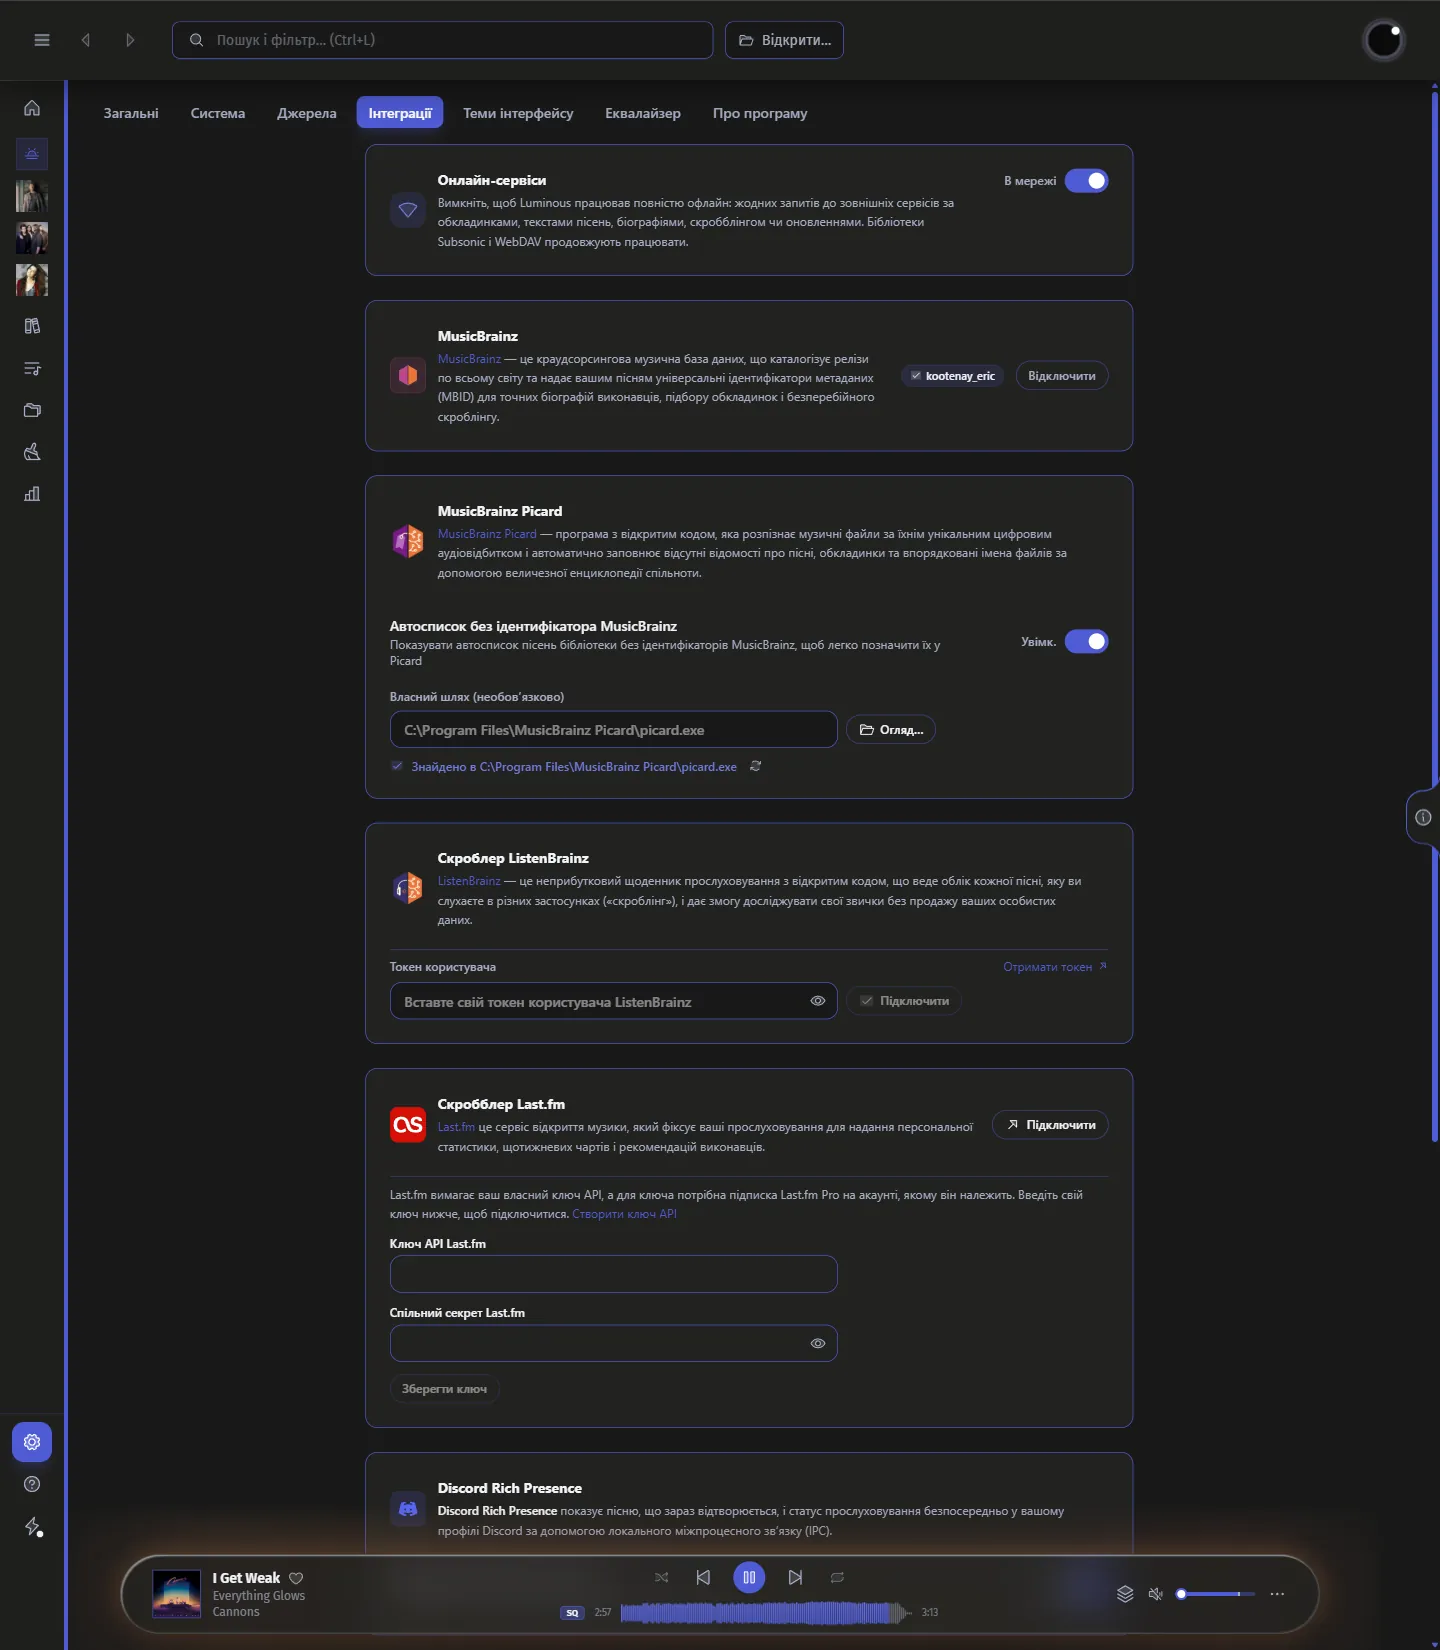 Пошук і фільтр... (Ctrl+L)
Відкрити...
Загальні
Система
Джерела
Інтеграції
Теми інтерфейсу
Еквалайзер
Про програму
Онлайн-сервіси
В мережі
Вимкніть, щоб Luminous працював повністю офлайн: жодних запитів до зовнішніх сервісів за
обкладинками, текстами пісень, біографіями, скробблінгом чи оновленнями. Бібліотеки
Subsonic і WebDAV продовжують працювати.
MusicBrainz
MusicBrainz — це краудсорсингова музична база даних, що каталогізує релізи
по всьому світу та надає вашим пісням універсальні ідентифікатори метаданих
(MBID) для точних біографій виконавців, підбору обкладинок і безперебійного
скроблінгу.
kootenay_eric
Відключити
MusicBrainz Picard
MusicBrainz Picard — програма з відкритим кодом, яка розпізнає музичні файли за їхнім унікальним цифровим
аудіовідбитком і автоматично заповнює відсутні відомості про пісні, обкладинки та впорядковані імена файлів за
допомогою величезної енциклопедії спільноти.
Автосписок без ідентифікатора MusicBrainz
Показувати автосписок пісень бібліотеки без ідентифікаторів MusicBrainz, щоб легко позначити їх у
Picard
Увімк.
Власний шлях (необов'язково)
C:\Program Files\MusicBrainz Picard\picard.exe
Огляд...
Знайдено в C:\Program Files\MusicBrainz Picard\picard.exe
Скроблер ListenBrainz
ListenBrainz — це неприбутковий щоденник прослуховування з відкритим кодом, що веде облік кожної пісні, яку ви
слухаєте в різних застосунках («скроблінг»), і дає змогу досліджувати свої звички без продажу ваших особистих
даних.
Токен користувача
Отримати токен
Вставте свій токен користувача ListenBrainz
Підключити
Скробблер Last.fm
Last.fm це сервіс відкриття музики, який фіксує ваші прослуховування для надання персональної
статистики, щотижневих чартів і рекомендацій виконавців.
Підключити
Last.fm вимагає ваш власний ключ API, а для ключа потрібна підписка Last.fm Pro на акаунті, якому він належить. Введіть свій
ключ нижче, щоб підключитися. Створити ключ API
Ключ API Last.fm
Спільний секрет Last.fm
Зберегти ключ
Discord Rich Presence
Discord Rich Presence показує пісню, що зараз відтворюється, і статус прослуховування безпосередньо у вашому
профілі Discord за допомогою локального міжпроцесного зв'язку (IPC).
I Get Weak
Everything Glows
Cannons
SQ
2:57
3:13